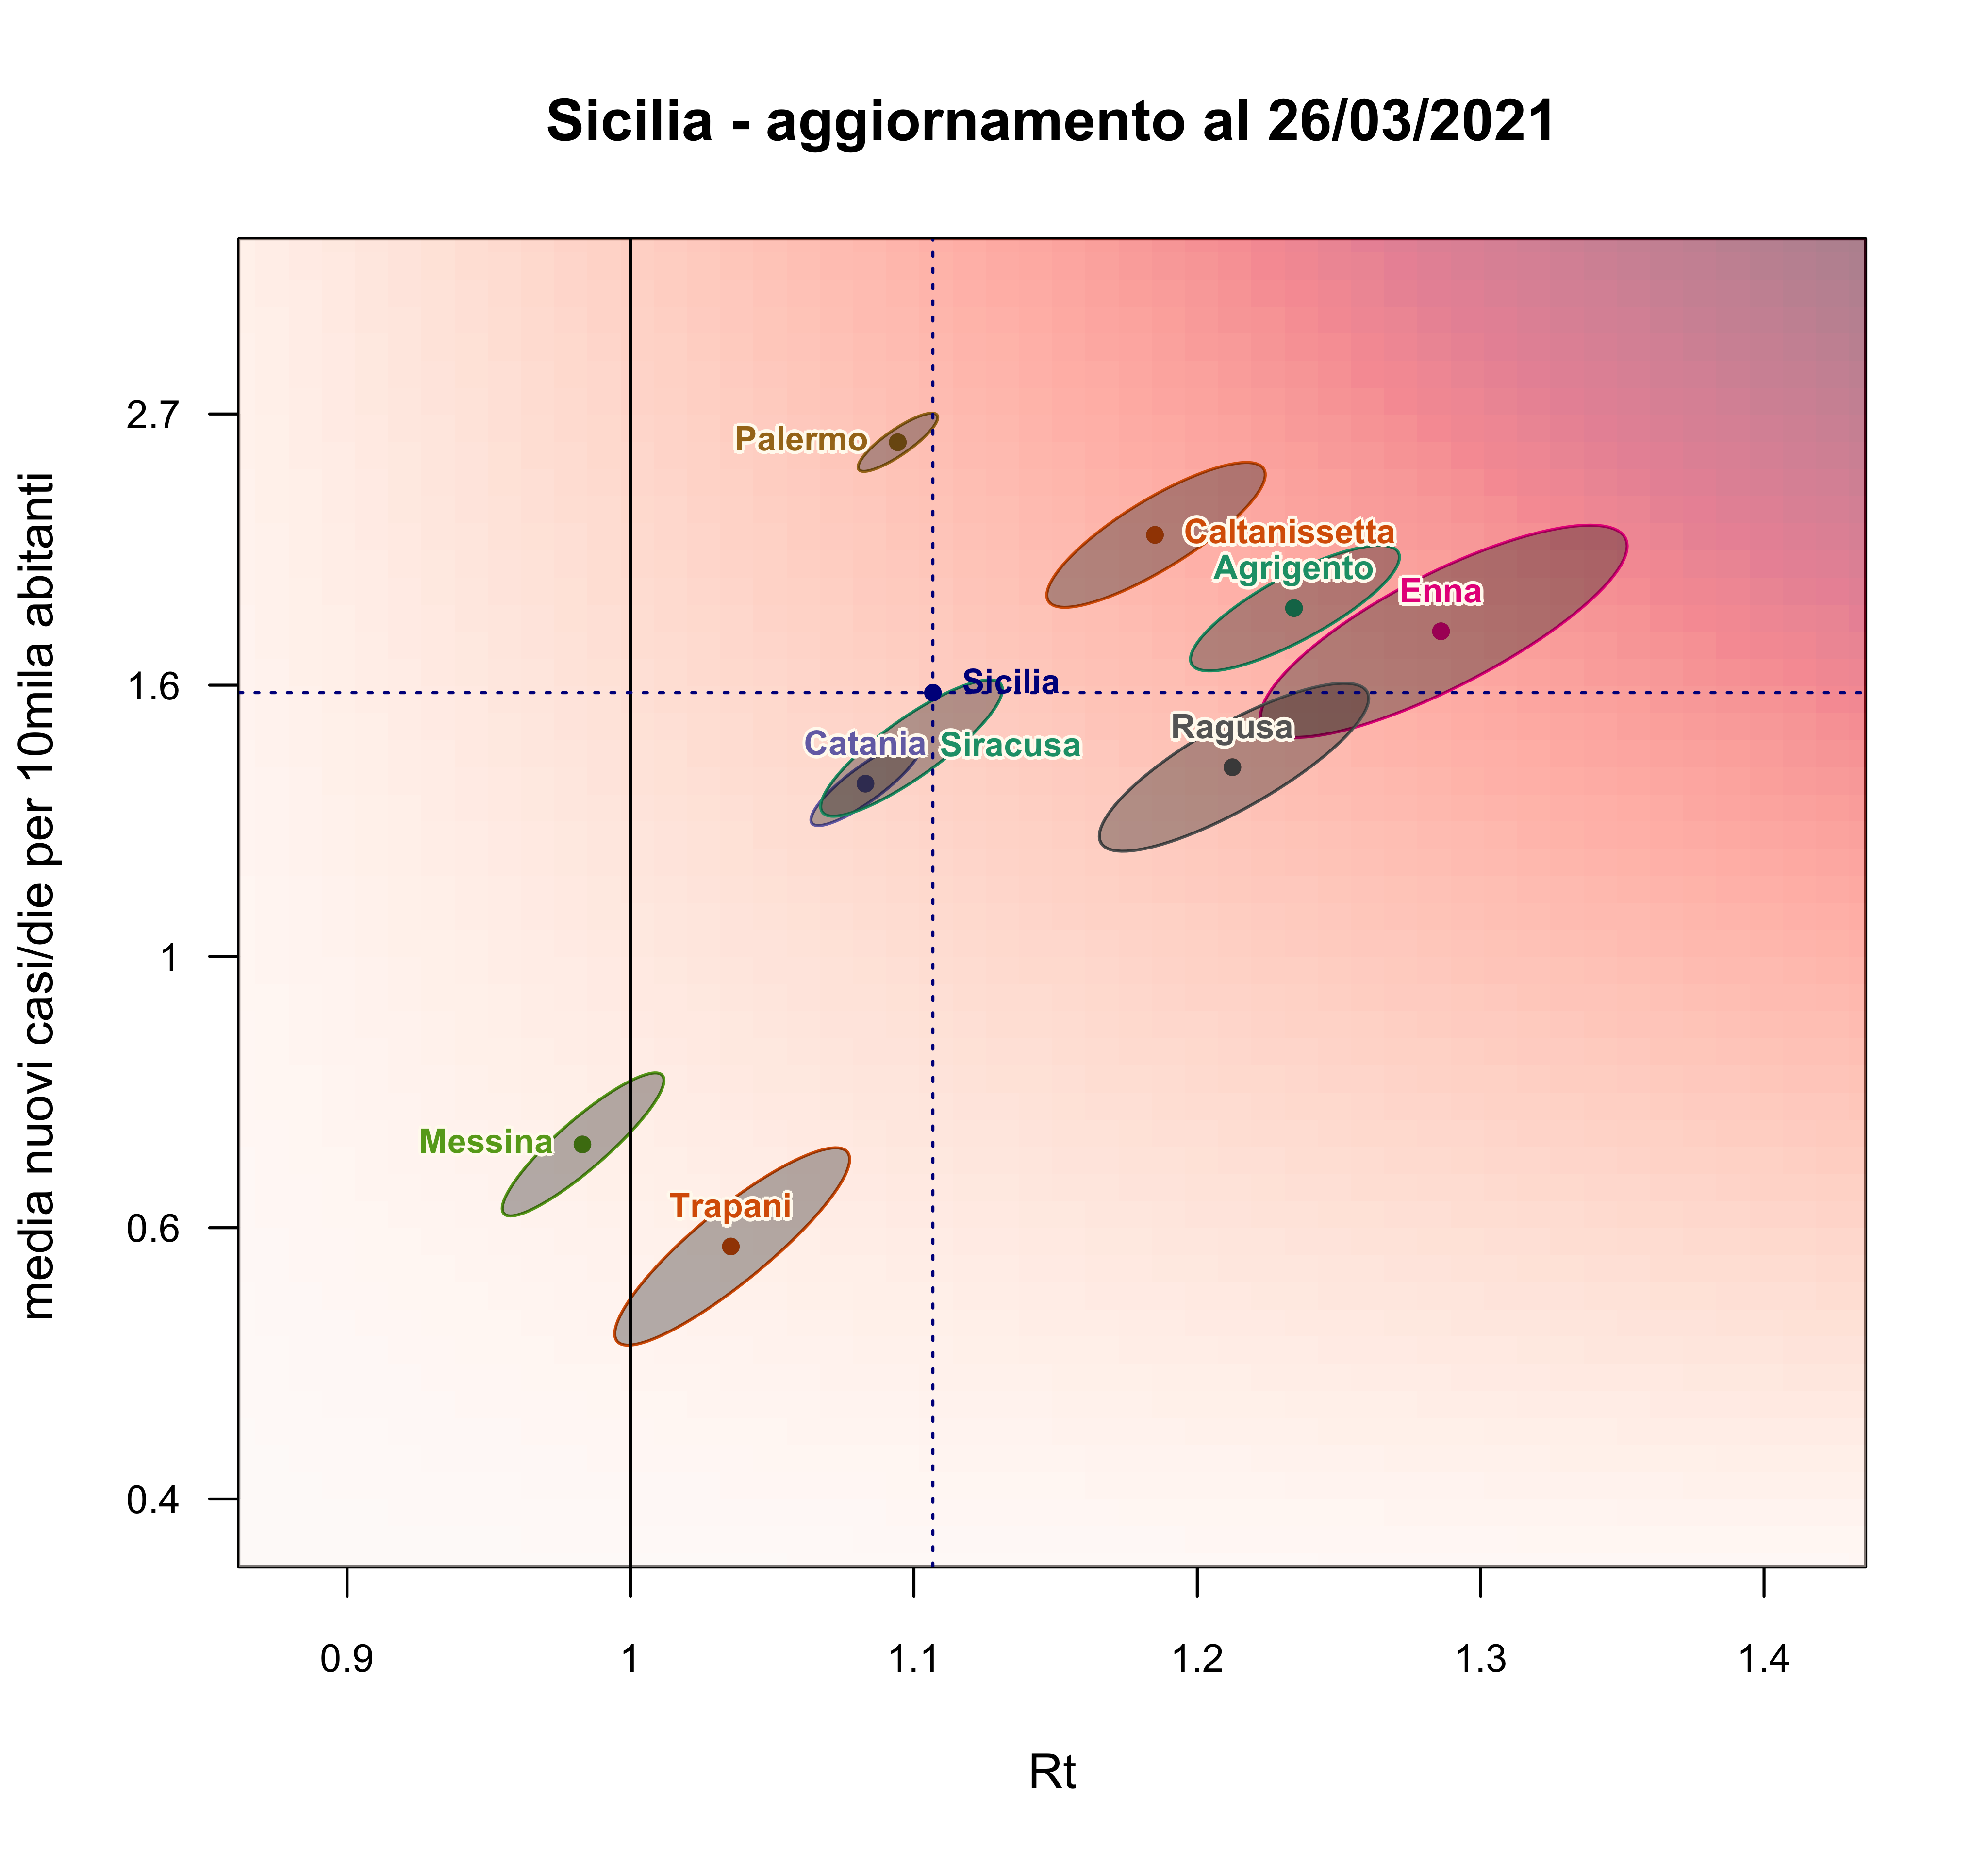 Sicilia - aggiornamento al 26/03/2021
media nuovi casi/die per 10mila abitanti
2.7
1.6
1
0.6
0.4
Palermo
Caltanissetta
Agrigento
Enna
Sicilia
Ragusa
Catania
Siracusa
Messina
Trapani
0.9
1
1.1
1.2
1.3
1.4
Rt